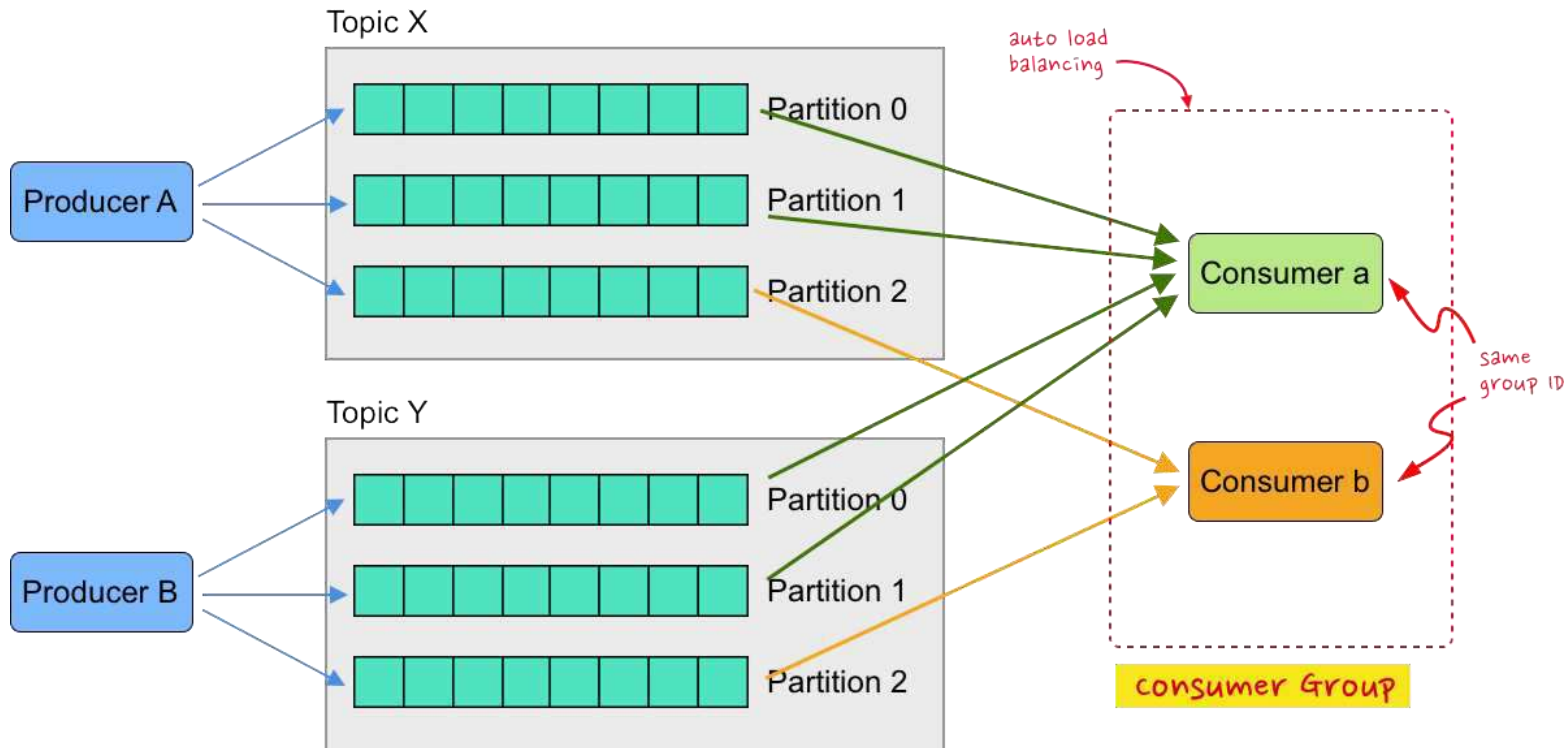 Topic X
auto load
balancing
Partition 0
Producer A
Partition 1
Consumer a
Partition 2
same
group ID
Topic Y
Consumer b
Partition 0
Producer B
Partition 1
Partition 2
Consumer Group